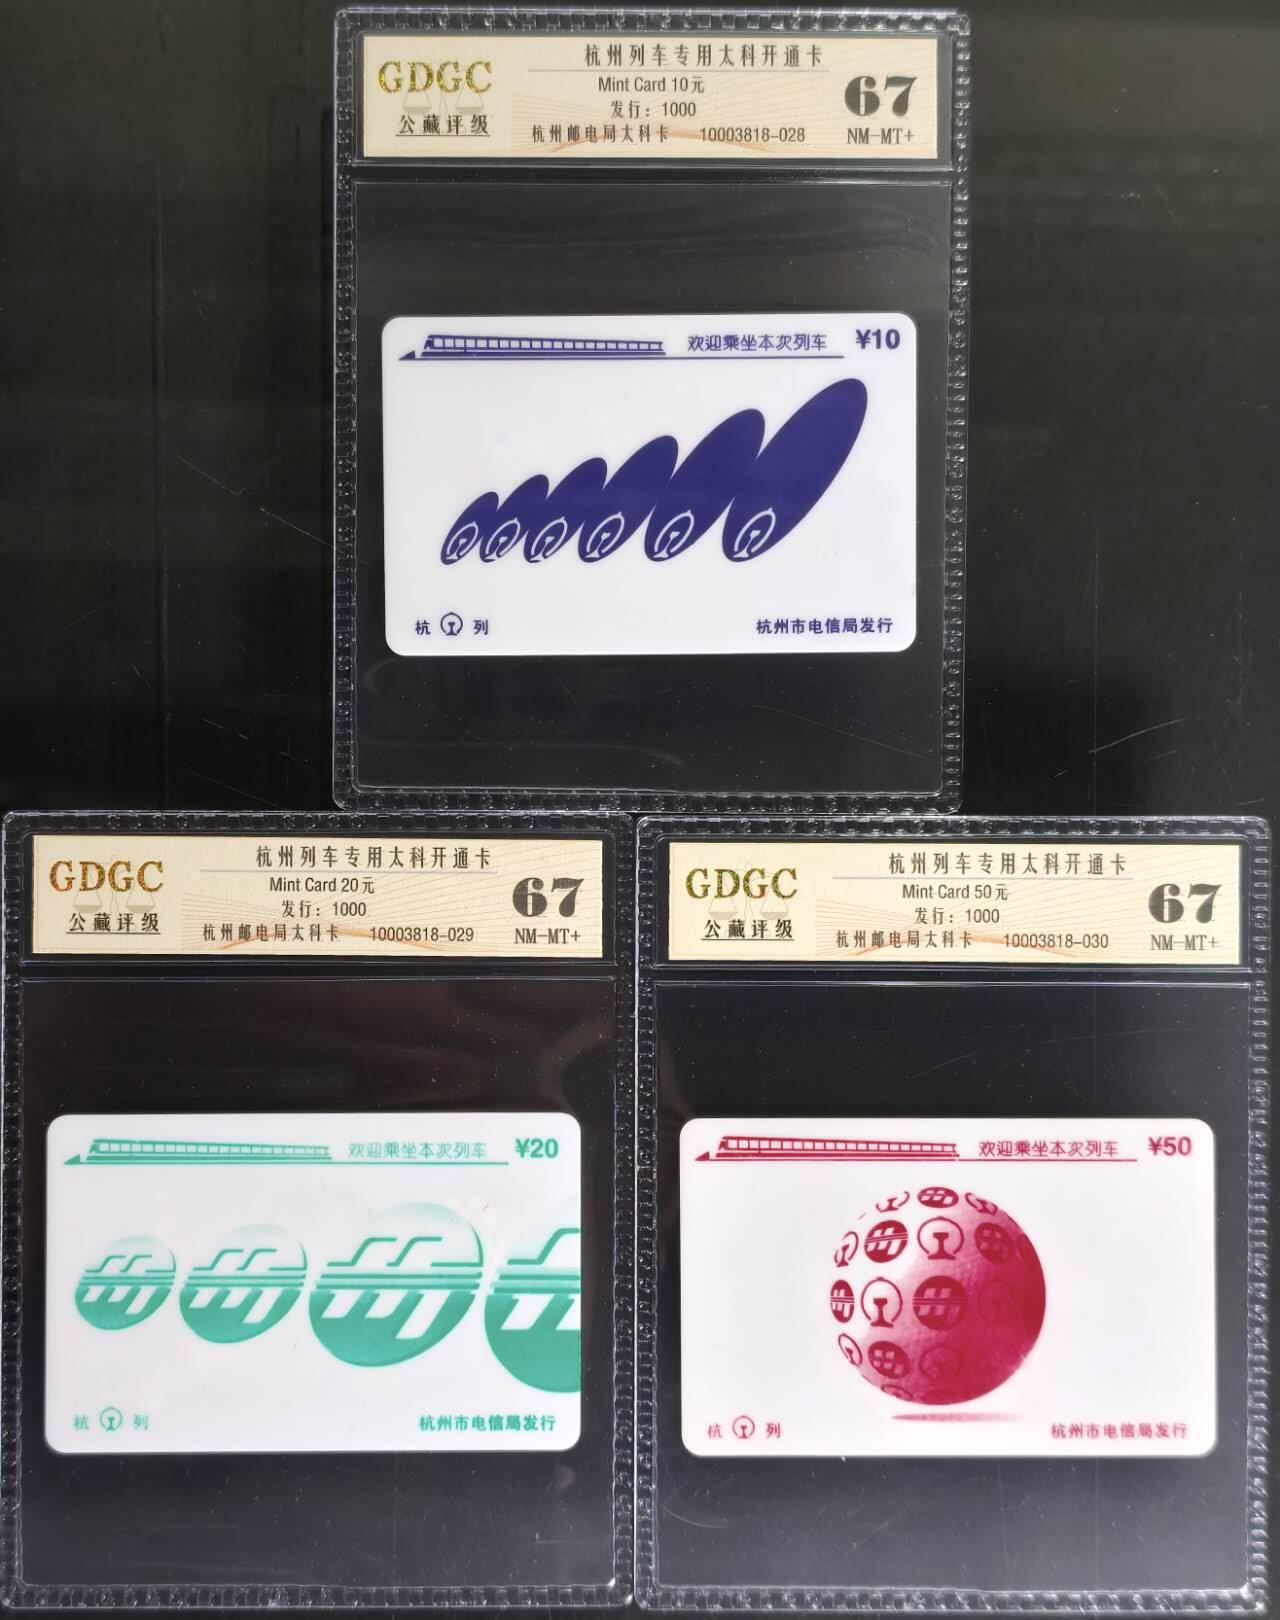 GDGC
公藏评级
杭州列车专用太科开通卡
Mint Card 10元
发行：1000
杭州邮电局太科卡 10003818-028
67
NM-MT+
欢迎乘坐本次列车 ¥10
杭 列
杭州市电信局发行
GDGC
公藏评级
杭州列车专用太科开通卡
Mint Card 20元
发行：1000
杭州邮电局太科卡 10003818-029
67
NM-MT+
欢迎乘坐本次列车 ¥20
杭 列
杭州市电信局发行
GDGC
公藏评级
杭州列车专用太科开通卡
Mint Card 50元
发行：1000
杭州邮电局太科卡 10003818-030
67
NM-MT+
欢迎乘坐本次列车 ¥50
杭 列
杭州市电信局发行